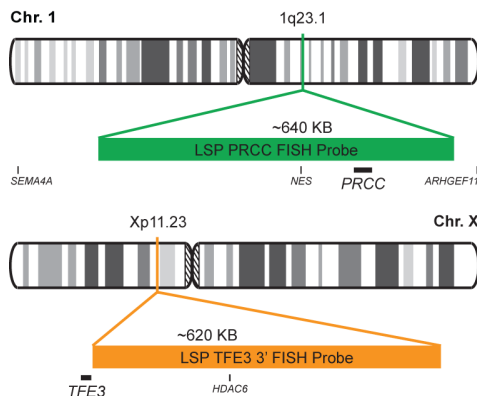 Chr. 1
1q23.1
~640 KB
LSP PRCC FISH Probe
SEMA4A
NES
PRCC
ARHGEF11
Xp11.23
Chr. X
~620 KB
LSP TFE3 3' FISH Probe
TFE3
HDAC6